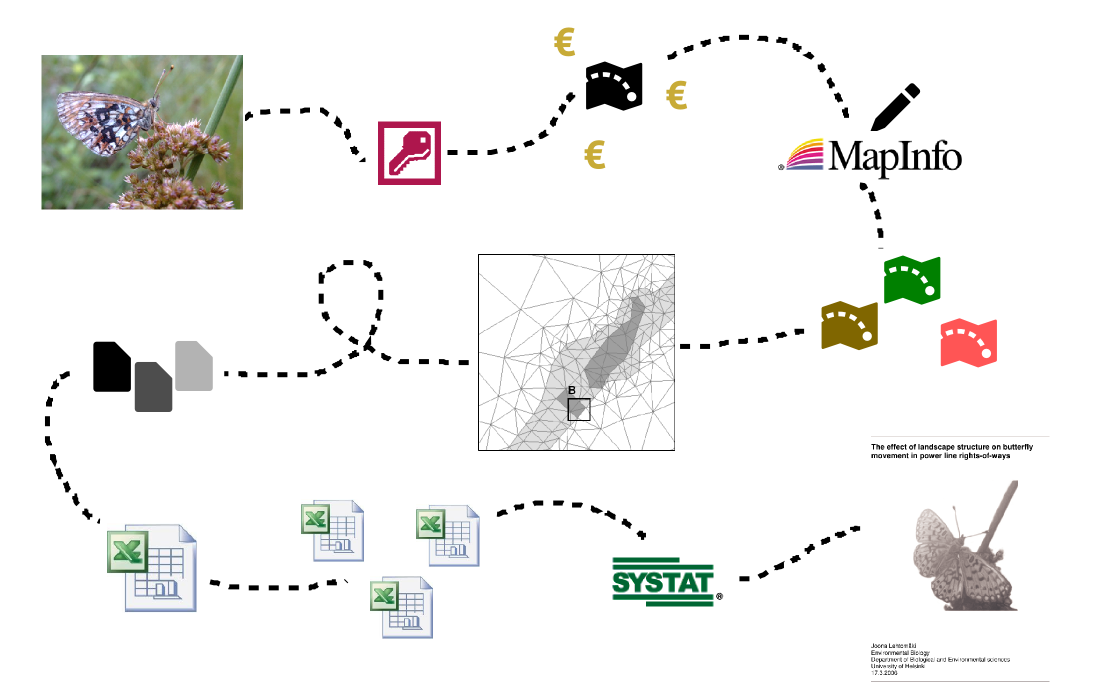 €
€
€
® MapInfo
B
The effect of landscape structure on butterfly
movement in power line rights-of-ways
SYSTAT ®
Joona Lehtomäki
Environmental Biology
Department of Biological and Environmental sciences
University of Helsinki
17.3.2006